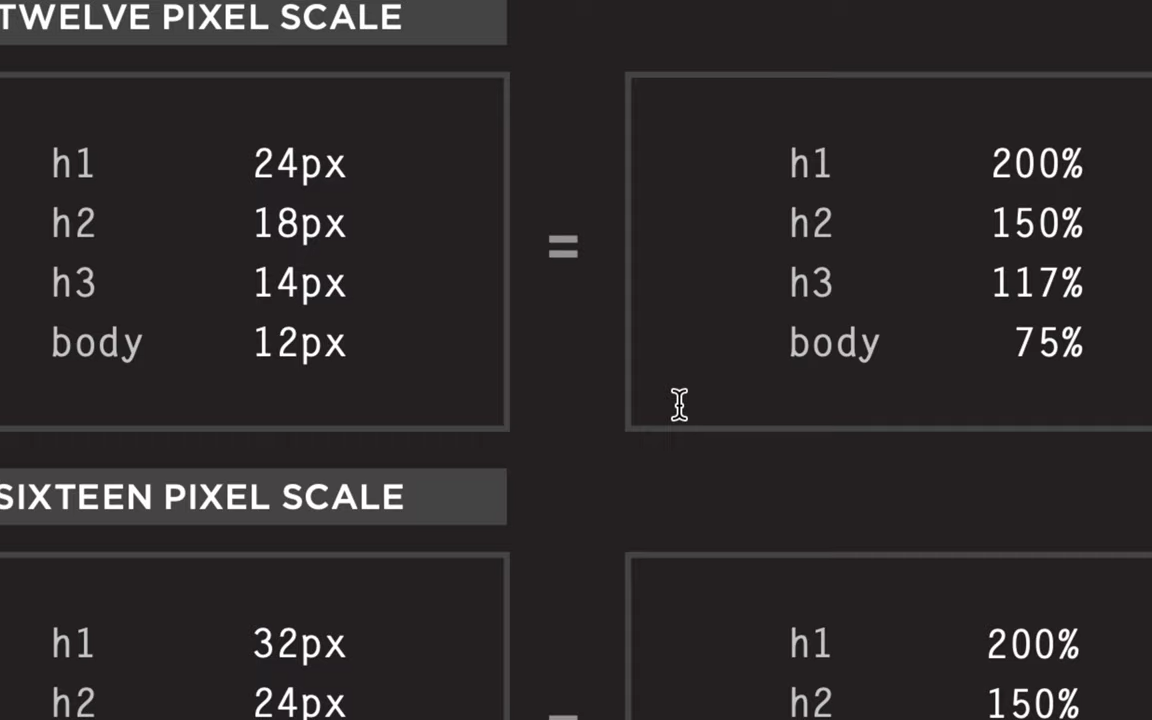 TWELVE PIXEL SCALE
h1 24px
h2 18px
h3 14px
body 12px
=
h1 200%
h2 150%
h3 117%
body 75%
SIXTEEN PIXEL SCALE
h1 32px
h2 24px
h1 200%
h2 150%